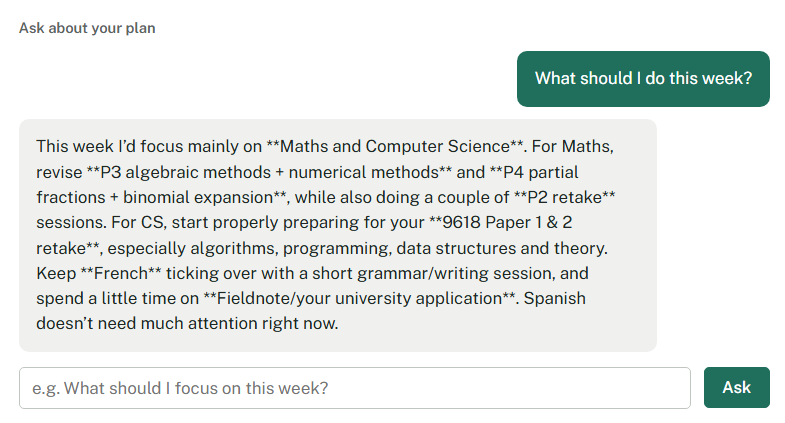 Ask about your plan
What should I do this week?
This week I’d focus mainly on **Maths and Computer Science**. For Maths,
revise **P3 algebraic methods + numerical methods** and **P4 partial
fractions + binomial expansion**, while also doing a couple of **P2 retake**
sessions. For CS, start properly preparing for your **9618 Paper 1 & 2
retake**, especially algorithms, programming, data structures and theory.
Keep **French** ticking over with a short grammar/writing session, and
spend a little time on **Fieldnote/your university application**. Spanish
doesn’t need much attention right now.
e.g. What should I focus on this week?
Ask